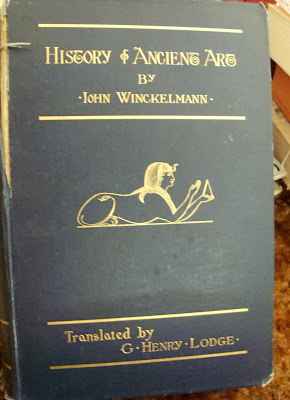 History of Ancient Art
By
·John Winckelmann·
Translated by
G· Henry Lodge·